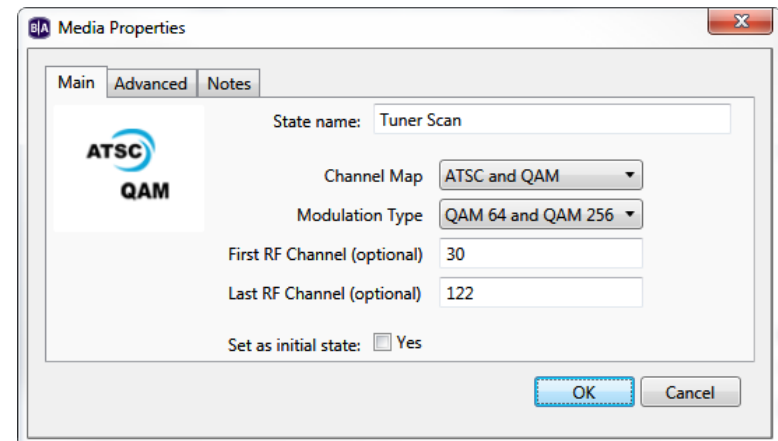 B|A Media Properties
Main Advanced Notes
State name: Tuner Scan
ATSC
QAM
Channel Map ATSC and QAM
Modulation Type QAM 64 and QAM 256
First RF Channel (optional) 30
Last RF Channel (optional) 122
Set as initial state: Yes
OK Cancel